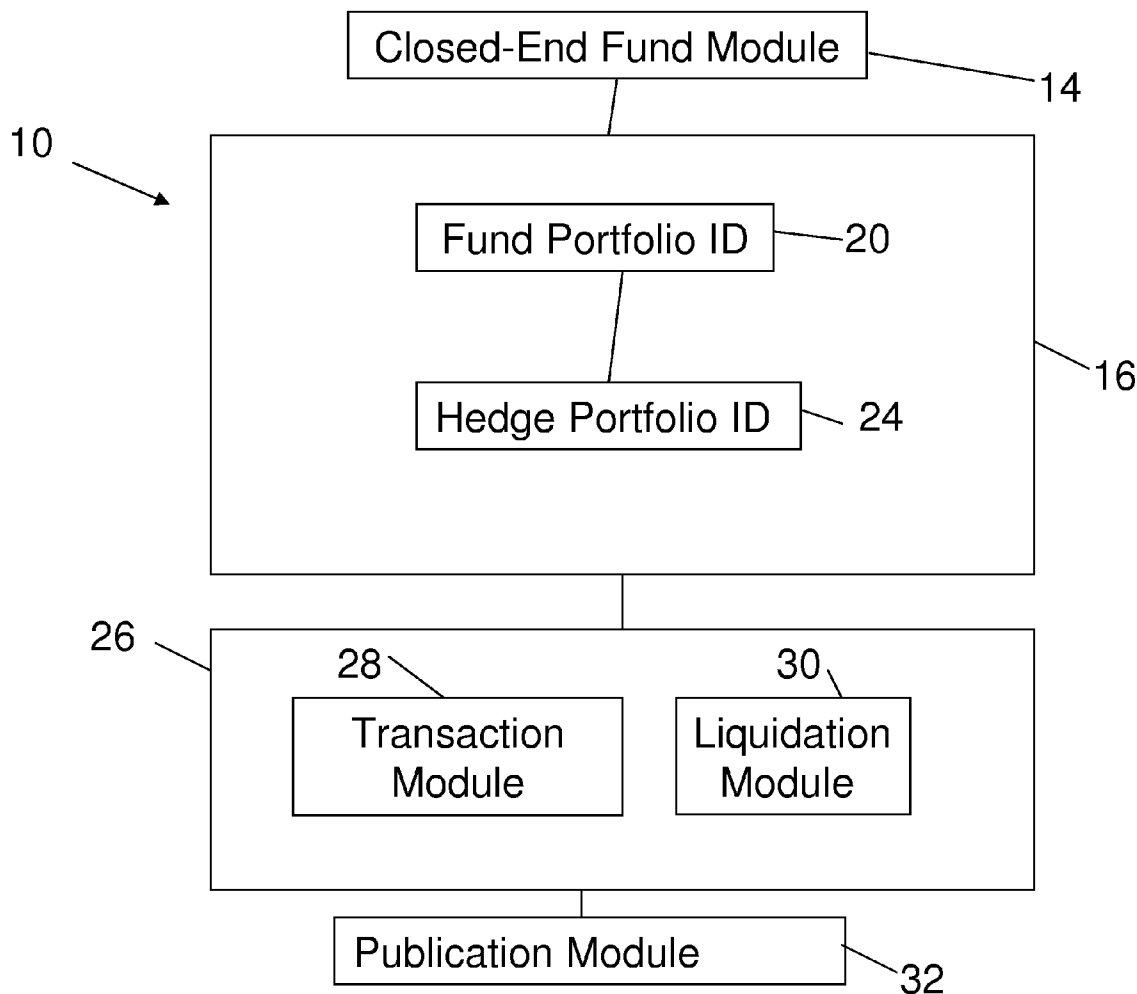 Closed-End Fund Module
14
10
Fund Portfolio ID
20
16
Hedge Portfolio ID
24
26
28
30
Transaction
Module
Liquidation
Module
Publication Module
32